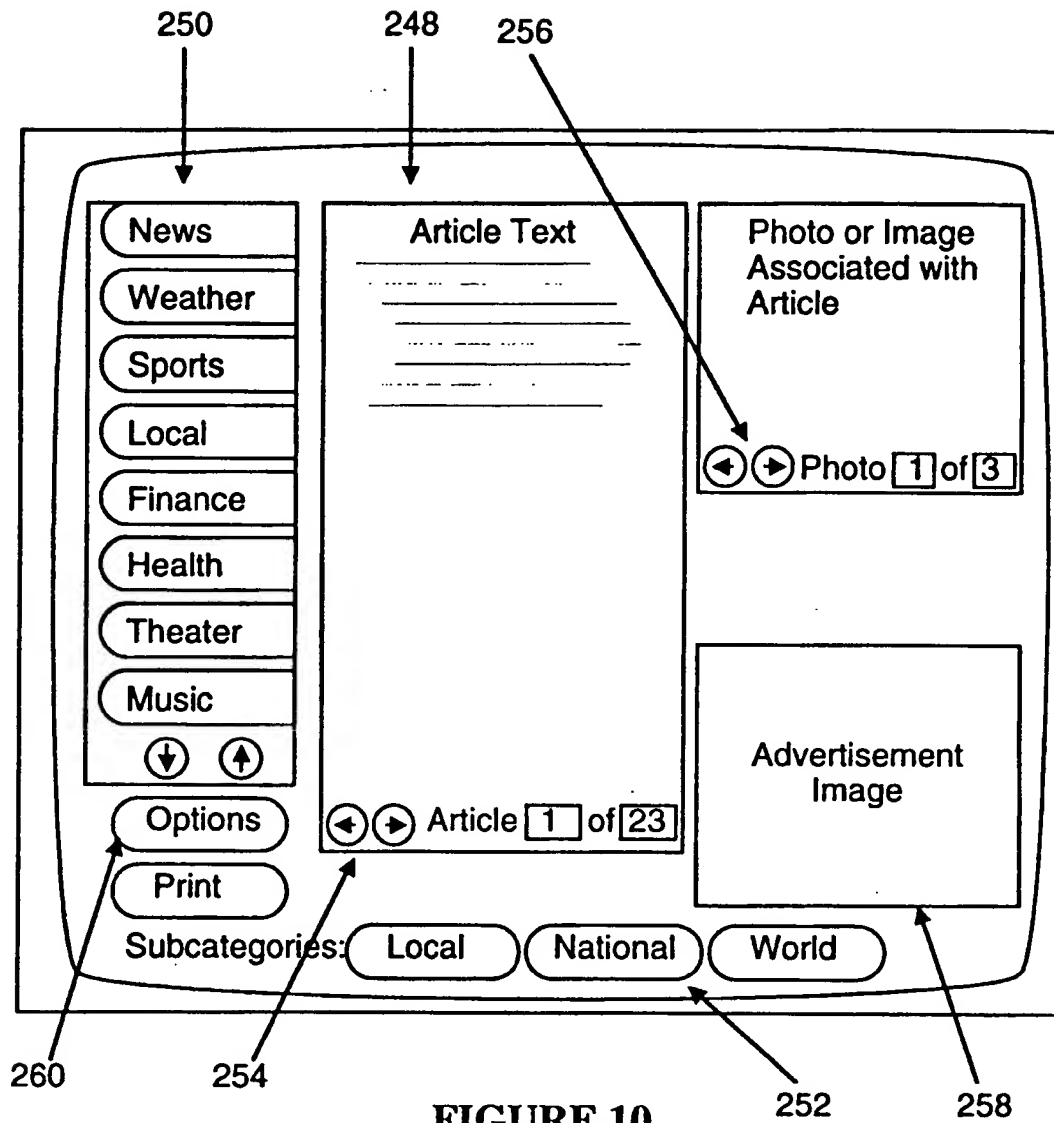 250
248
256
News
Weather
Sports
Local
Finance
Health
Theater
Music
Options
Print
Article Text
Article 1 of 23
Photo or Image
Associated with
Article
Photo 1 of 3
Advertisement
Image
Subcategories: Local National World
260
254
252
258
FIGURE 10